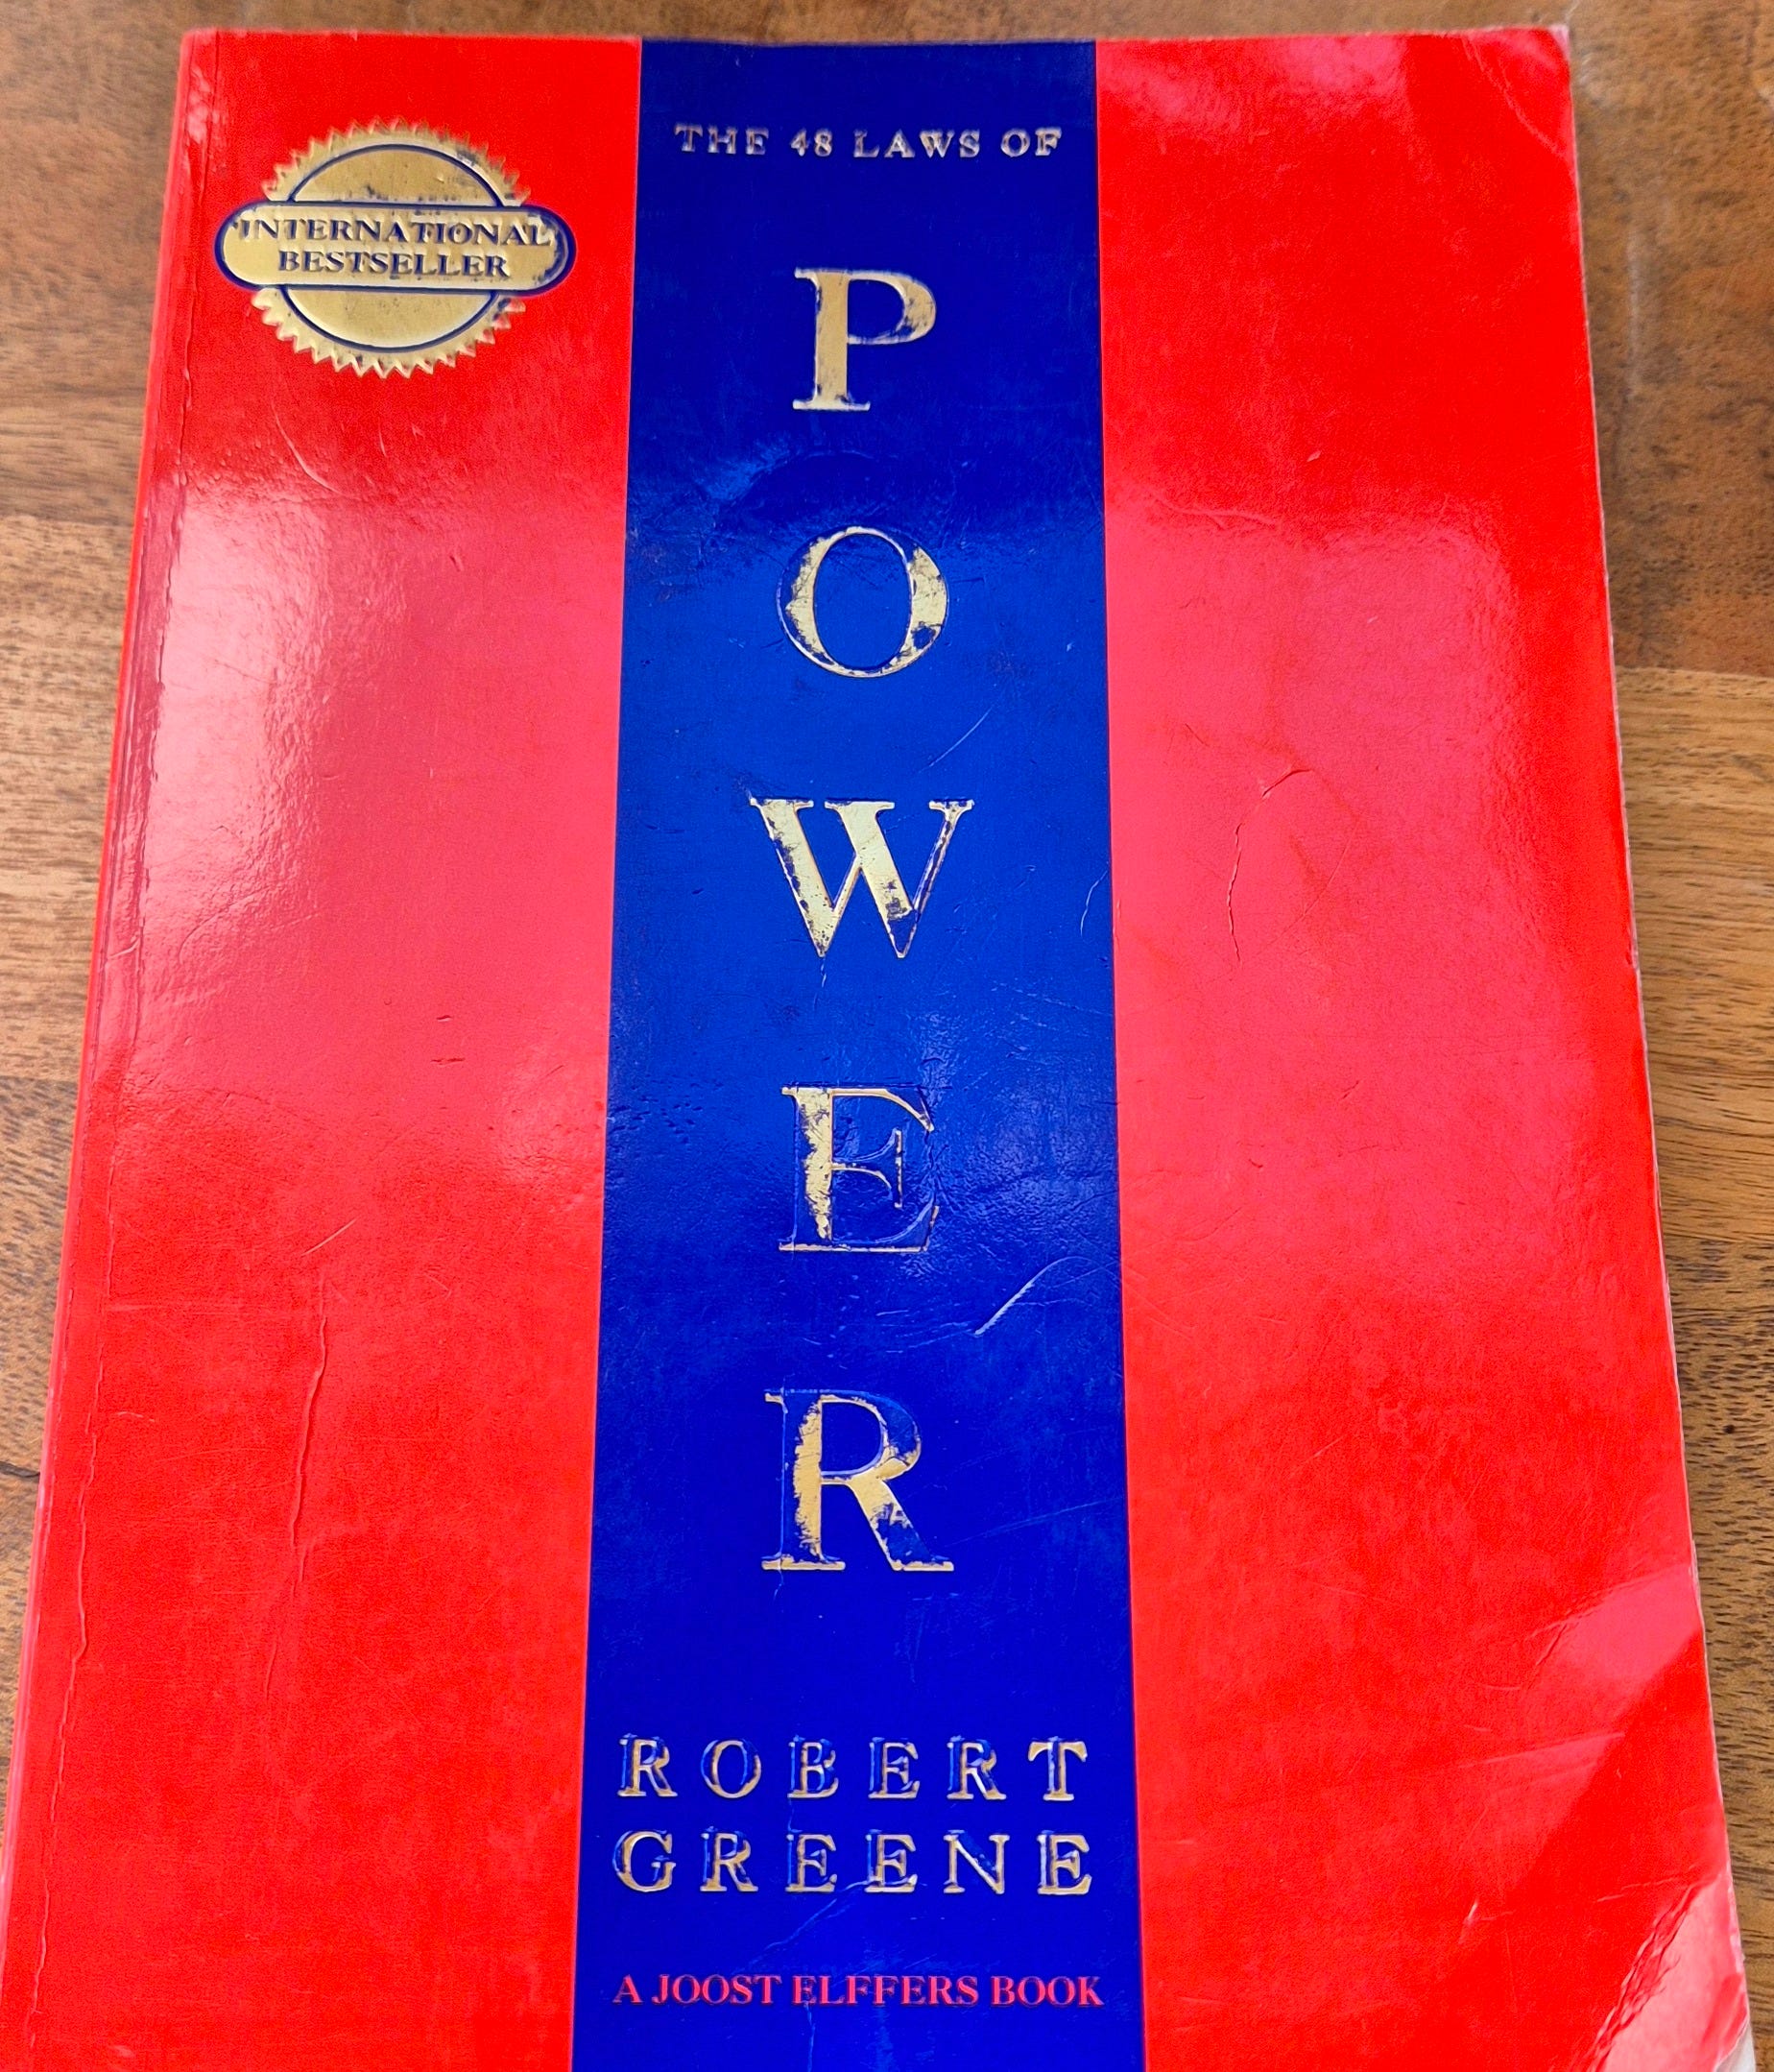 THE 48 LAWS OF
INTERNATIONAL
BESTSELLER
P
O
W
E
R
ROBERT
GREENE
A JOOST ELFFERS BOOK